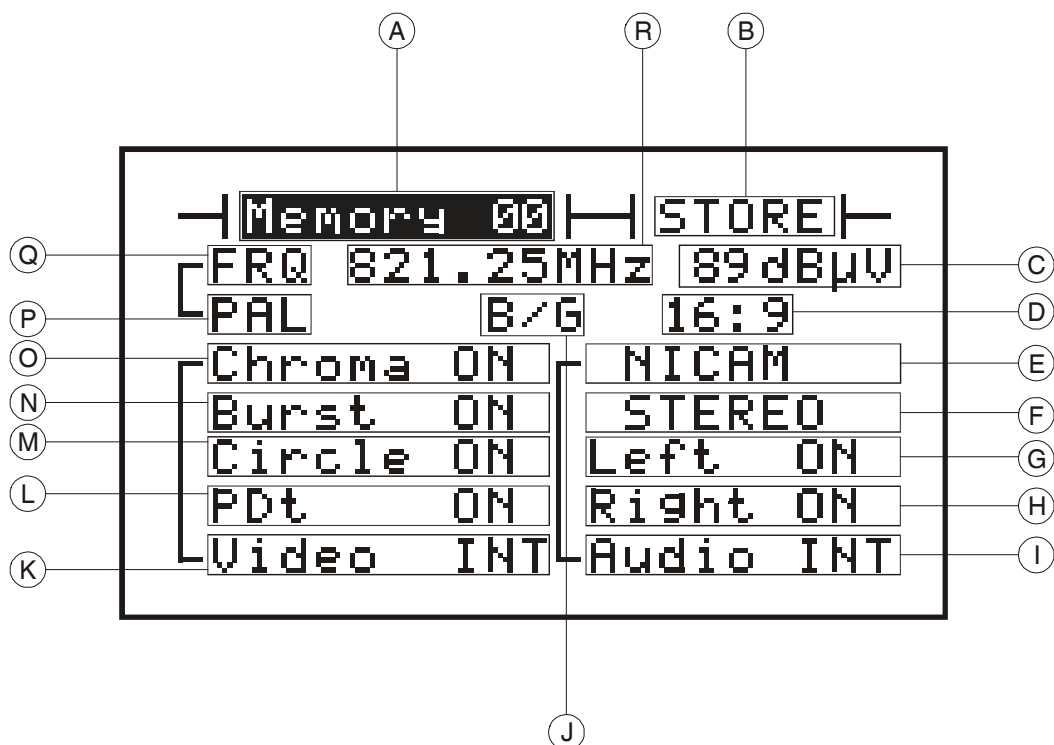 A R B
Memory 00 STORE
Q FRQ 821.25MHz 89dBµV C
P PAL B/G 16:9 D
O Chroma ON NICAM E
N Burst ON STEREO F
M Circle ON Left ON G
L PDt ON Right ON H
K Video INT Audio INT I
J